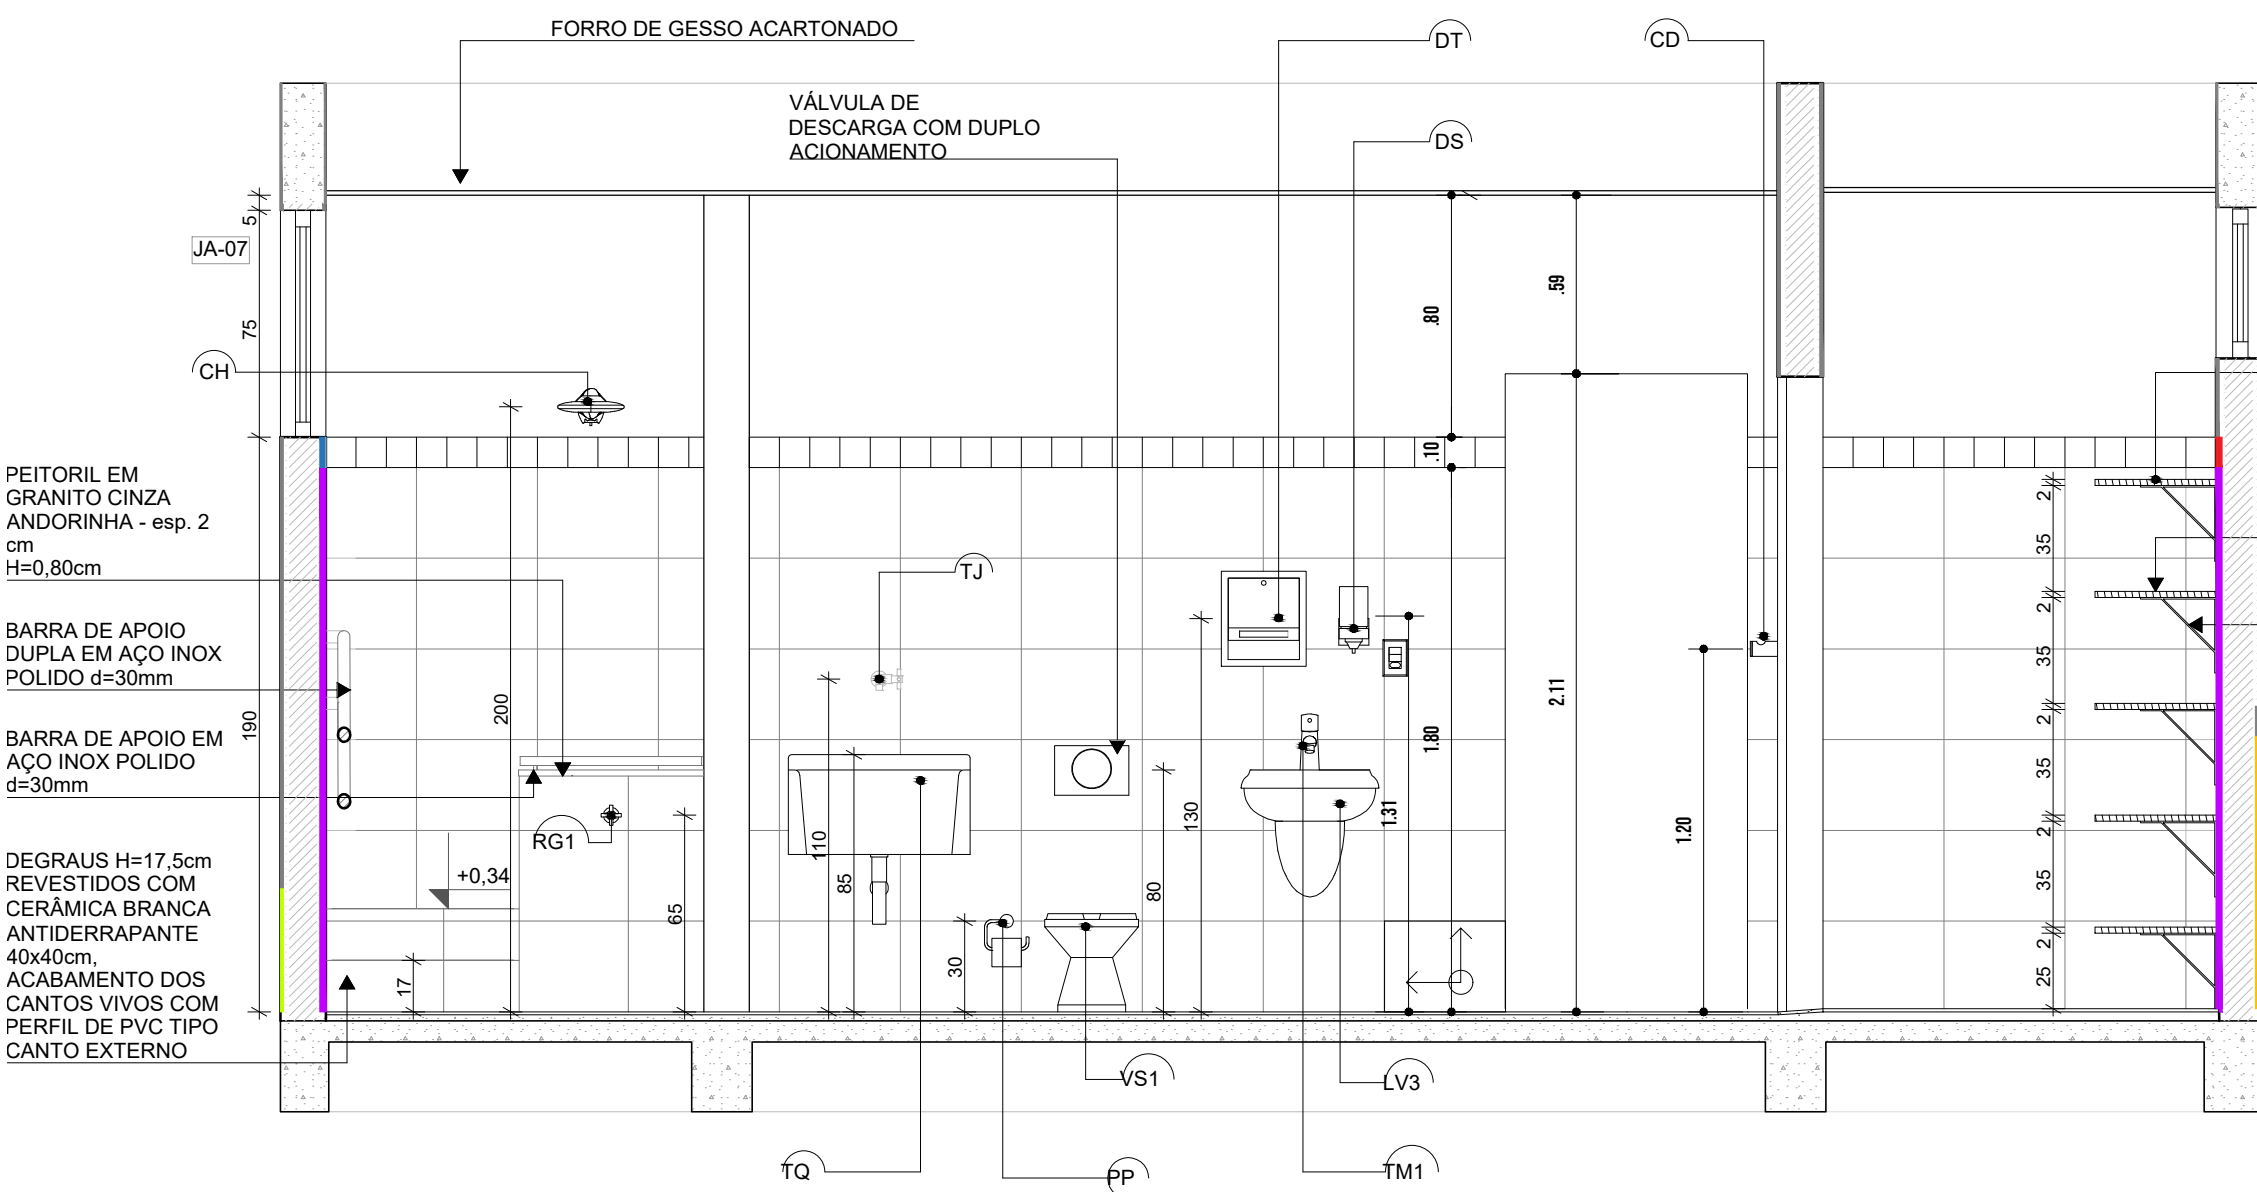 FORRO DE GESSO ACARTONADO
DT
CD
VÁLVULA DE
DESCARGA COM DUPLO
ACIONAMENTO
DS
5
JA-07
75
CH
.59
.80
.10
PEITORIL EM
GRANITO CINZA
ANDORINHA - esp. 2
cm
H=0,80cm
BARRA DE APOIO
DUPLA EM AÇO INOX
POLIDO d=30mm
BARRA DE APOIO EM
AÇO INOX POLIDO
d=30mm
DEGRAUS H=17,5cm
REVESTIDOS COM
CERÂMICA BRANCA
ANTIDERRAPANTE
40x40cm,
ACABAMENTO DOS
CANTOS VIVOS COM
PERFIL DE PVC TIPO
CANTO EXTERNO
190
200
TJ
RG1
+0,34
17
65
110
85
30
80
130
1.31
1.80
2.11
1.20
2
35
2
35
2
35
2
35
2
25
VS1
LV3
TQ
PP
TM1